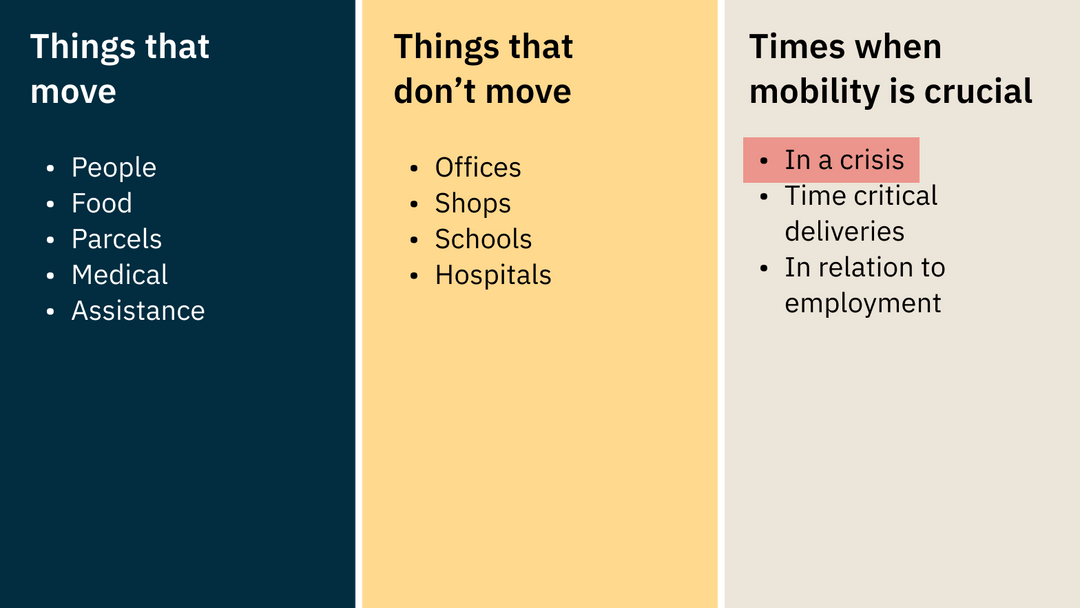 Things that
move
• People
• Food
• Parcels
• Medical
• Assistance
Things that
don’t move
• Offices
• Shops
• Schools
• Hospitals
Times when
mobility is crucial
• In a crisis
• Time critical
deliveries
• In relation to
employment